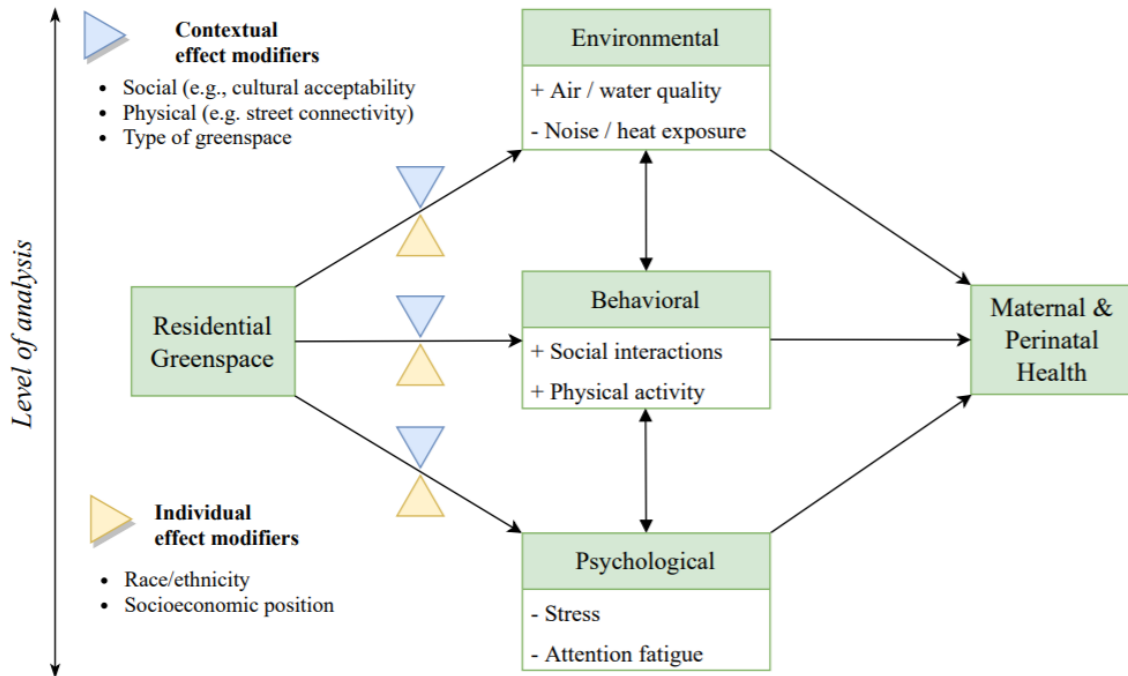 Level of analysis
Contextual
effect modifiers
• Social (e.g., cultural acceptability
• Physical (e.g. street connectivity)
• Type of greenspace
Environmental
+ Air / water quality
- Noise / heat exposure
Residential
Greenspace
Behavioral
+ Social interactions
+ Physical activity
Maternal &
Perinatal
Health
Individual
effect modifiers
• Race/ethnicity
• Socioeconomic position
Psychological
- Stress
- Attention fatigue